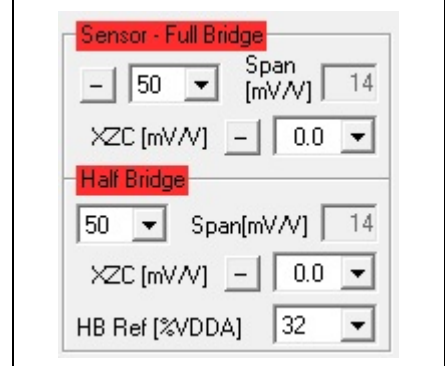 Sensor - Full Bridge
− 50 Span [mV/V] 14
XZC [mV/V] − 0.0
Half Bridge
50 Span[mV/V] 14
XZC [mV/V] − 0.0
HB Ref [%VDDA] 32